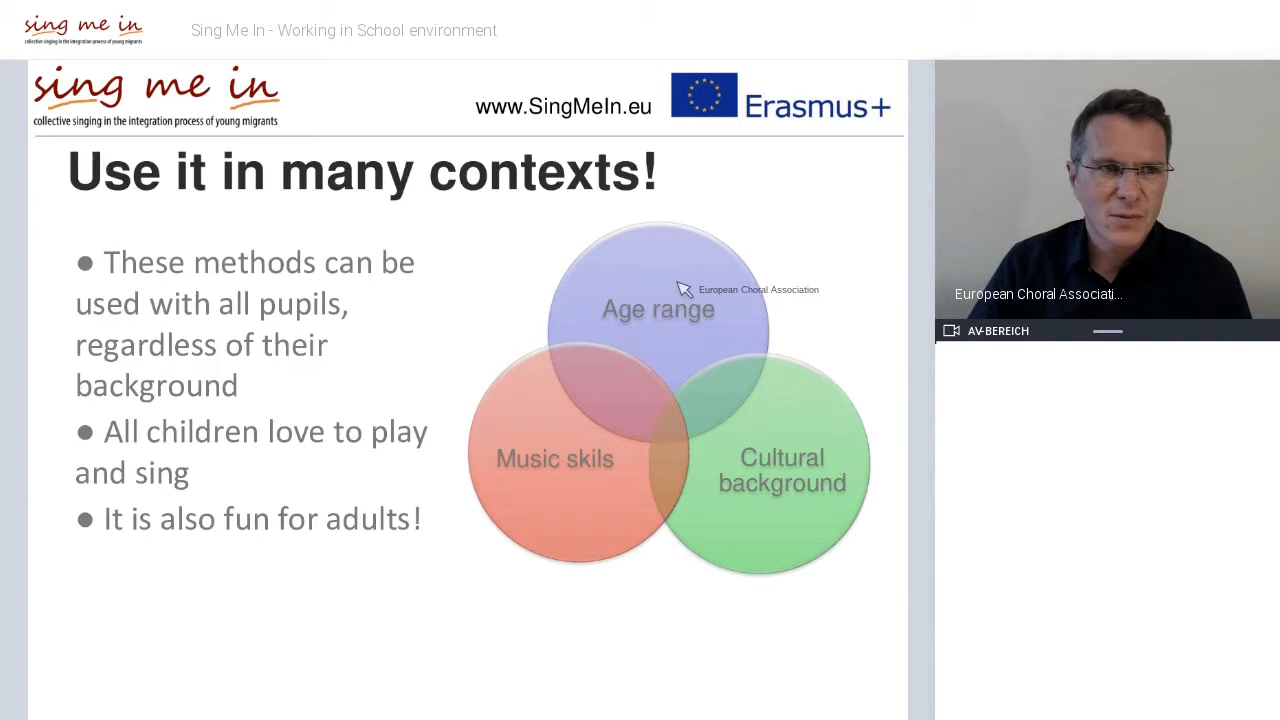 sing me in
collective singing in the integration process of young migrants
Sing Me In - Working in School environment
sing me in
collective singing in the integration process of young migrants
www.SingMeIn.eu
Erasmus+
Use it in many contexts!
● These methods can be
used with all pupils,
regardless of their
background
● All children love to play
and sing
● It is also fun for adults!
European Choral Association
Age range
Music skils
Cultural
background
European Choral Associati...
AV-BEREICH